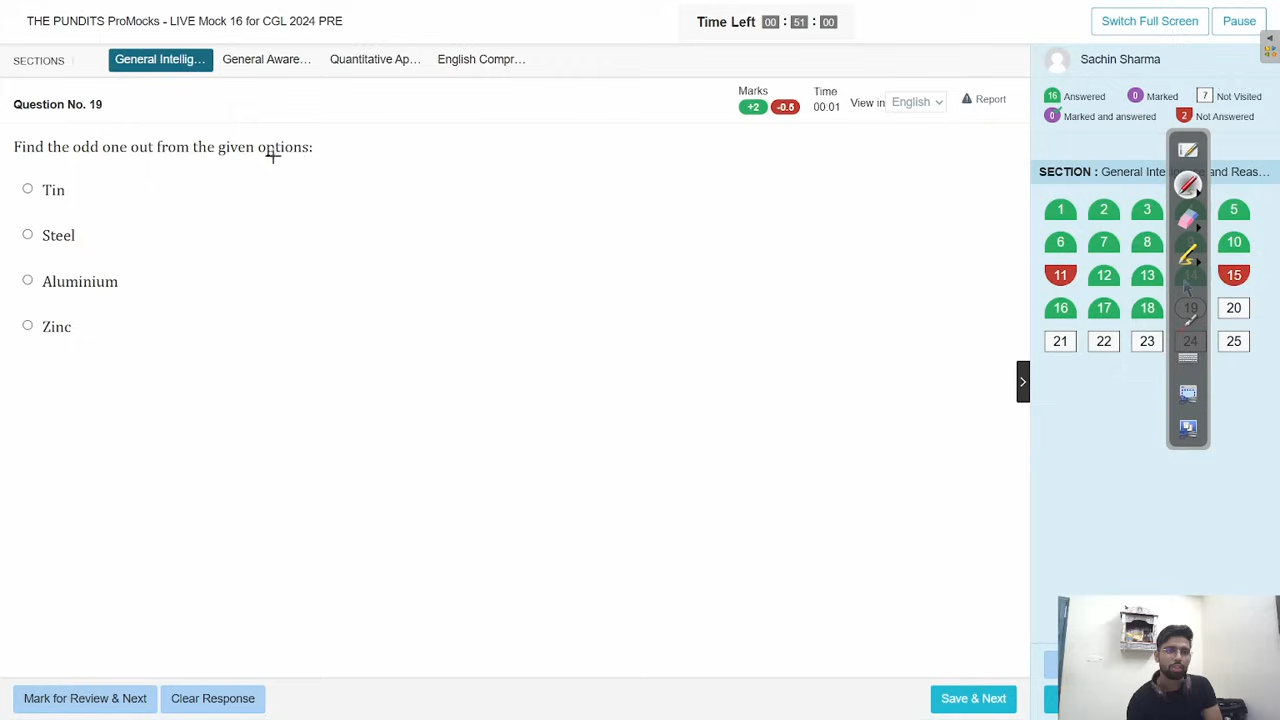 THE PUNDITS ProMocks - LIVE Mock 16 for CGL 2024 PRE
Time Left 00 : 51 : 00
Switch Full Screen
Pause
SECTIONS
General Intellig...
General Aware...
Quantitative Ap...
English Compr...
Sachin Sharma
Question No. 19
Marks
+2 -0.5
Time
00:01
View in English
Report
16 Answered
0 Marked
7 Not Visited
0 Marked and answered
2 Not Answered
Find the odd one out from the given options:
Tin
Steel
Aluminium
Zinc
SECTION : General Inte and Reas...
1 2 3 5
6 7 8 10
11 12 13 14 15
16 17 18 19 20
21 22 23 24 25
Mark for Review & Next
Clear Response
Save & Next